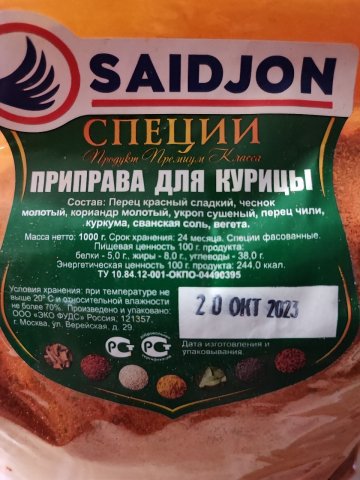 SAIDJON
СПЕЦИИ
Продукт Премиум Класса
ПРИПРАВА ДЛЯ КУРИЦЫ
Состав: Перец красный сладкий, чеснок
молотый, кориандр молотый, укроп сушеный, перец чили,
куркума, сванская соль, вегета.
Масса нетто: 1000 г. Срок хранения: 24 месяца. Специи фасованные.
Пищевая ценность 100 г. продукта:
белки - 5,0 г., жиры - 8,0 г., углеводы - 38,0 г.
Энергетическая ценность 100 г. продукта: 244,0 ккал.
ТУ 10.84.12-001-ОКПО-04490395
Условия хранения: при температуре не
выше 20º С и относительной влажности
не более 70%. Произведено и упаковано:
ООО «ЭКО ФУДС» Россия, 121357,
г. Москва, ул. Верейская, д. 29
20 ОКТ 2023
РСТ
РСТ
Дата изготовления и
упаковывания.